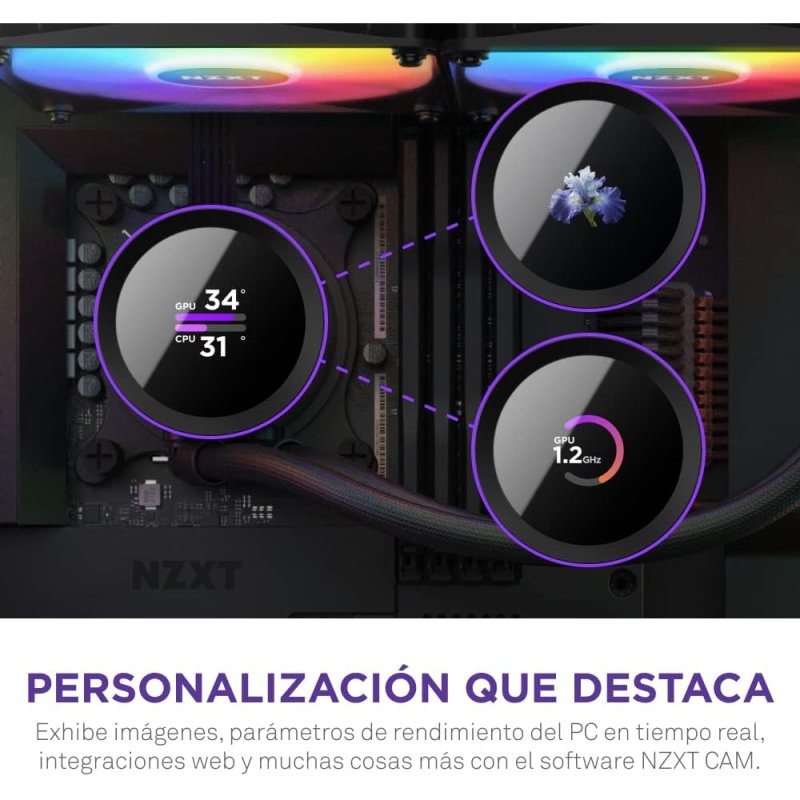 NZXT
NZXT
GPU 34°
CPU 31°
GPU
1.2GHz
NZXT
PERSONALIZACIÓN QUE DESTACA
Exhibe imágenes, parámetros de rendimiento del PC en tiempo real,
integraciones web y muchas cosas más con el software NZXT CAM.